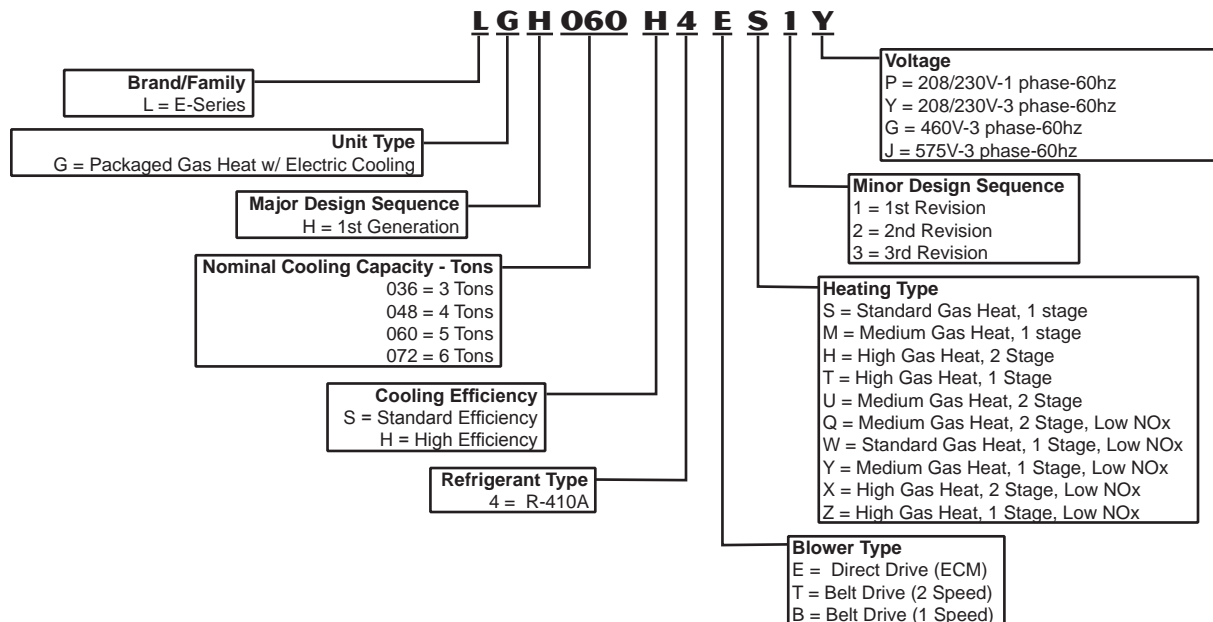 L G H 060 H 4 E S 1 Y
Brand/Family
L = E-Series
Unit Type
G = Packaged Gas Heat w/ Electric Cooling
Major Design Sequence
H = 1st Generation
Nominal Cooling Capacity - Tons
036 = 3 Tons
048 = 4 Tons
060 = 5 Tons
072 = 6 Tons
Cooling Efficiency
S = Standard Efficiency
H = High Efficiency
Refrigerant Type
4 = R-410A
Voltage
P = 208/230V-1 phase-60hz
Y = 208/230V-3 phase-60hz
G = 460V-3 phase-60hz
J = 575V-3 phase-60hz
Minor Design Sequence
1 = 1st Revision
2 = 2nd Revision
3 = 3rd Revision
Heating Type
S = Standard Gas Heat, 1 stage
M = Medium Gas Heat, 1 stage
H = High Gas Heat, 2 Stage
T = High Gas Heat, 1 Stage
U = Medium Gas Heat, 2 Stage
Q = Medium Gas Heat, 2 Stage, Low NOx
W = Standard Gas Heat, 1 Stage, Low NOx
Y = Medium Gas Heat, 1 Stage, Low NOx
X = High Gas Heat, 2 Stage, Low NOx
Z = High Gas Heat, 1 Stage, Low NOx
Blower Type
E = Direct Drive (ECM)
T = Belt Drive (2 Speed)
B = Belt Drive (1 Speed)